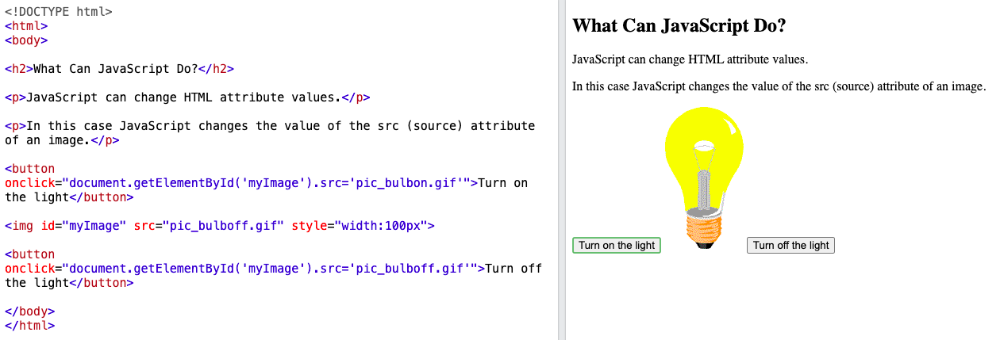 <!DOCTYPE html>
<html>
<body>
<h2>What Can JavaScript Do?</h2>
<p>JavaScript can change HTML attribute values.</p>
<p>In this case JavaScript changes the value of the src (source) attribute
of an image.</p>
<button
onclick="document.getElementById('myImage').src='pic_bulbon.gif'">Turn on
the light</button>
<img id="myImage" src="pic_bulboff.gif" style="width:100px">
<button
onclick="document.getElementById('myImage').src='pic_bulboff.gif'">Turn off
the light</button>
</body>
</html>
What Can JavaScript Do?
JavaScript can change HTML attribute values.
In this case JavaScript changes the value of the src (source) attribute of an image.
Turn on the light
Turn off the light